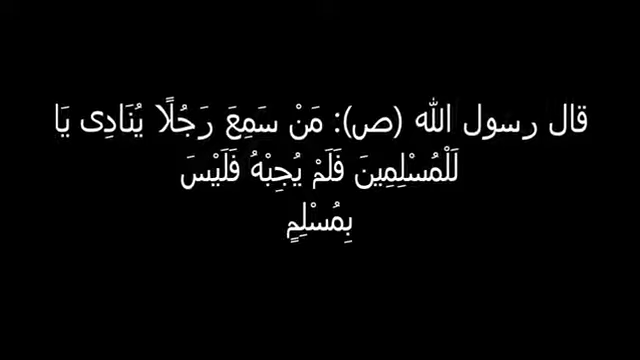 قال رسول الله (ص): مَنْ سَمِعَ رَجُلًا يُنَادِى يَا
لَلْمُسْلِمِينَ فَلَمْ يُجِبْهُ فَلَيْسَ
بِمُسْلِمٍ